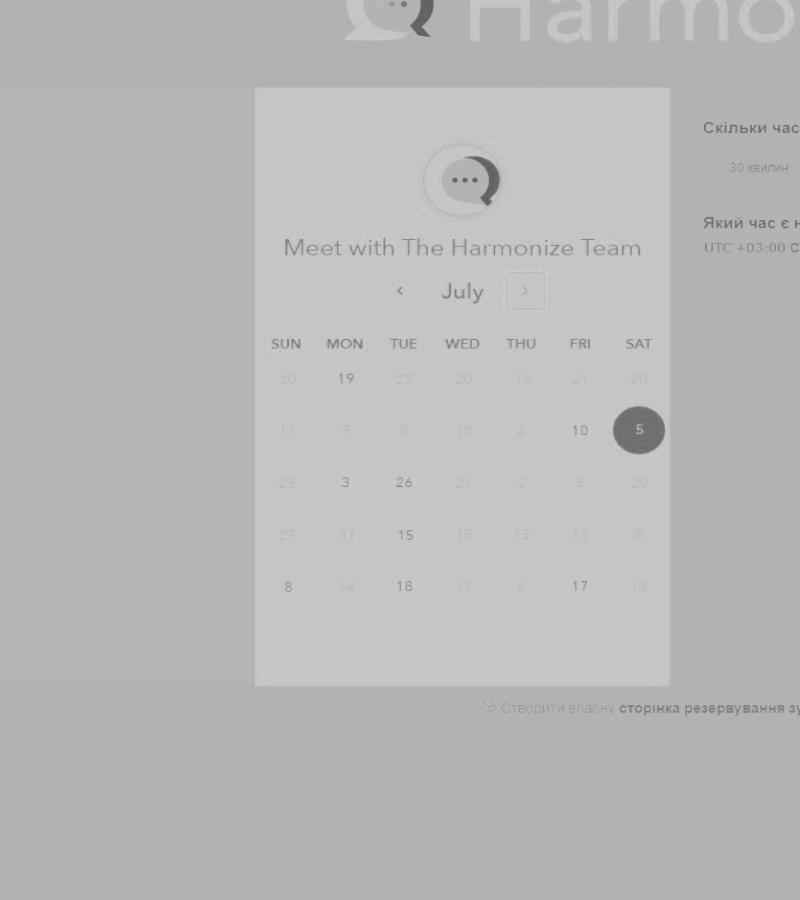 Harmo
Скільки час
30 хвилин
Meet with The Harmonize Team
Який час є н
UTC +03:00 С
‹ July ›
SUN MON TUE WED THU FRI SAT
20 19 27 20 10 21 20
11 9 8 10 4 10 5
25 3 26 21 2 5 29
27 31 15 15 13 18 8
8 14 18 17 6 17 19
Створити власну сторінка резервування зу